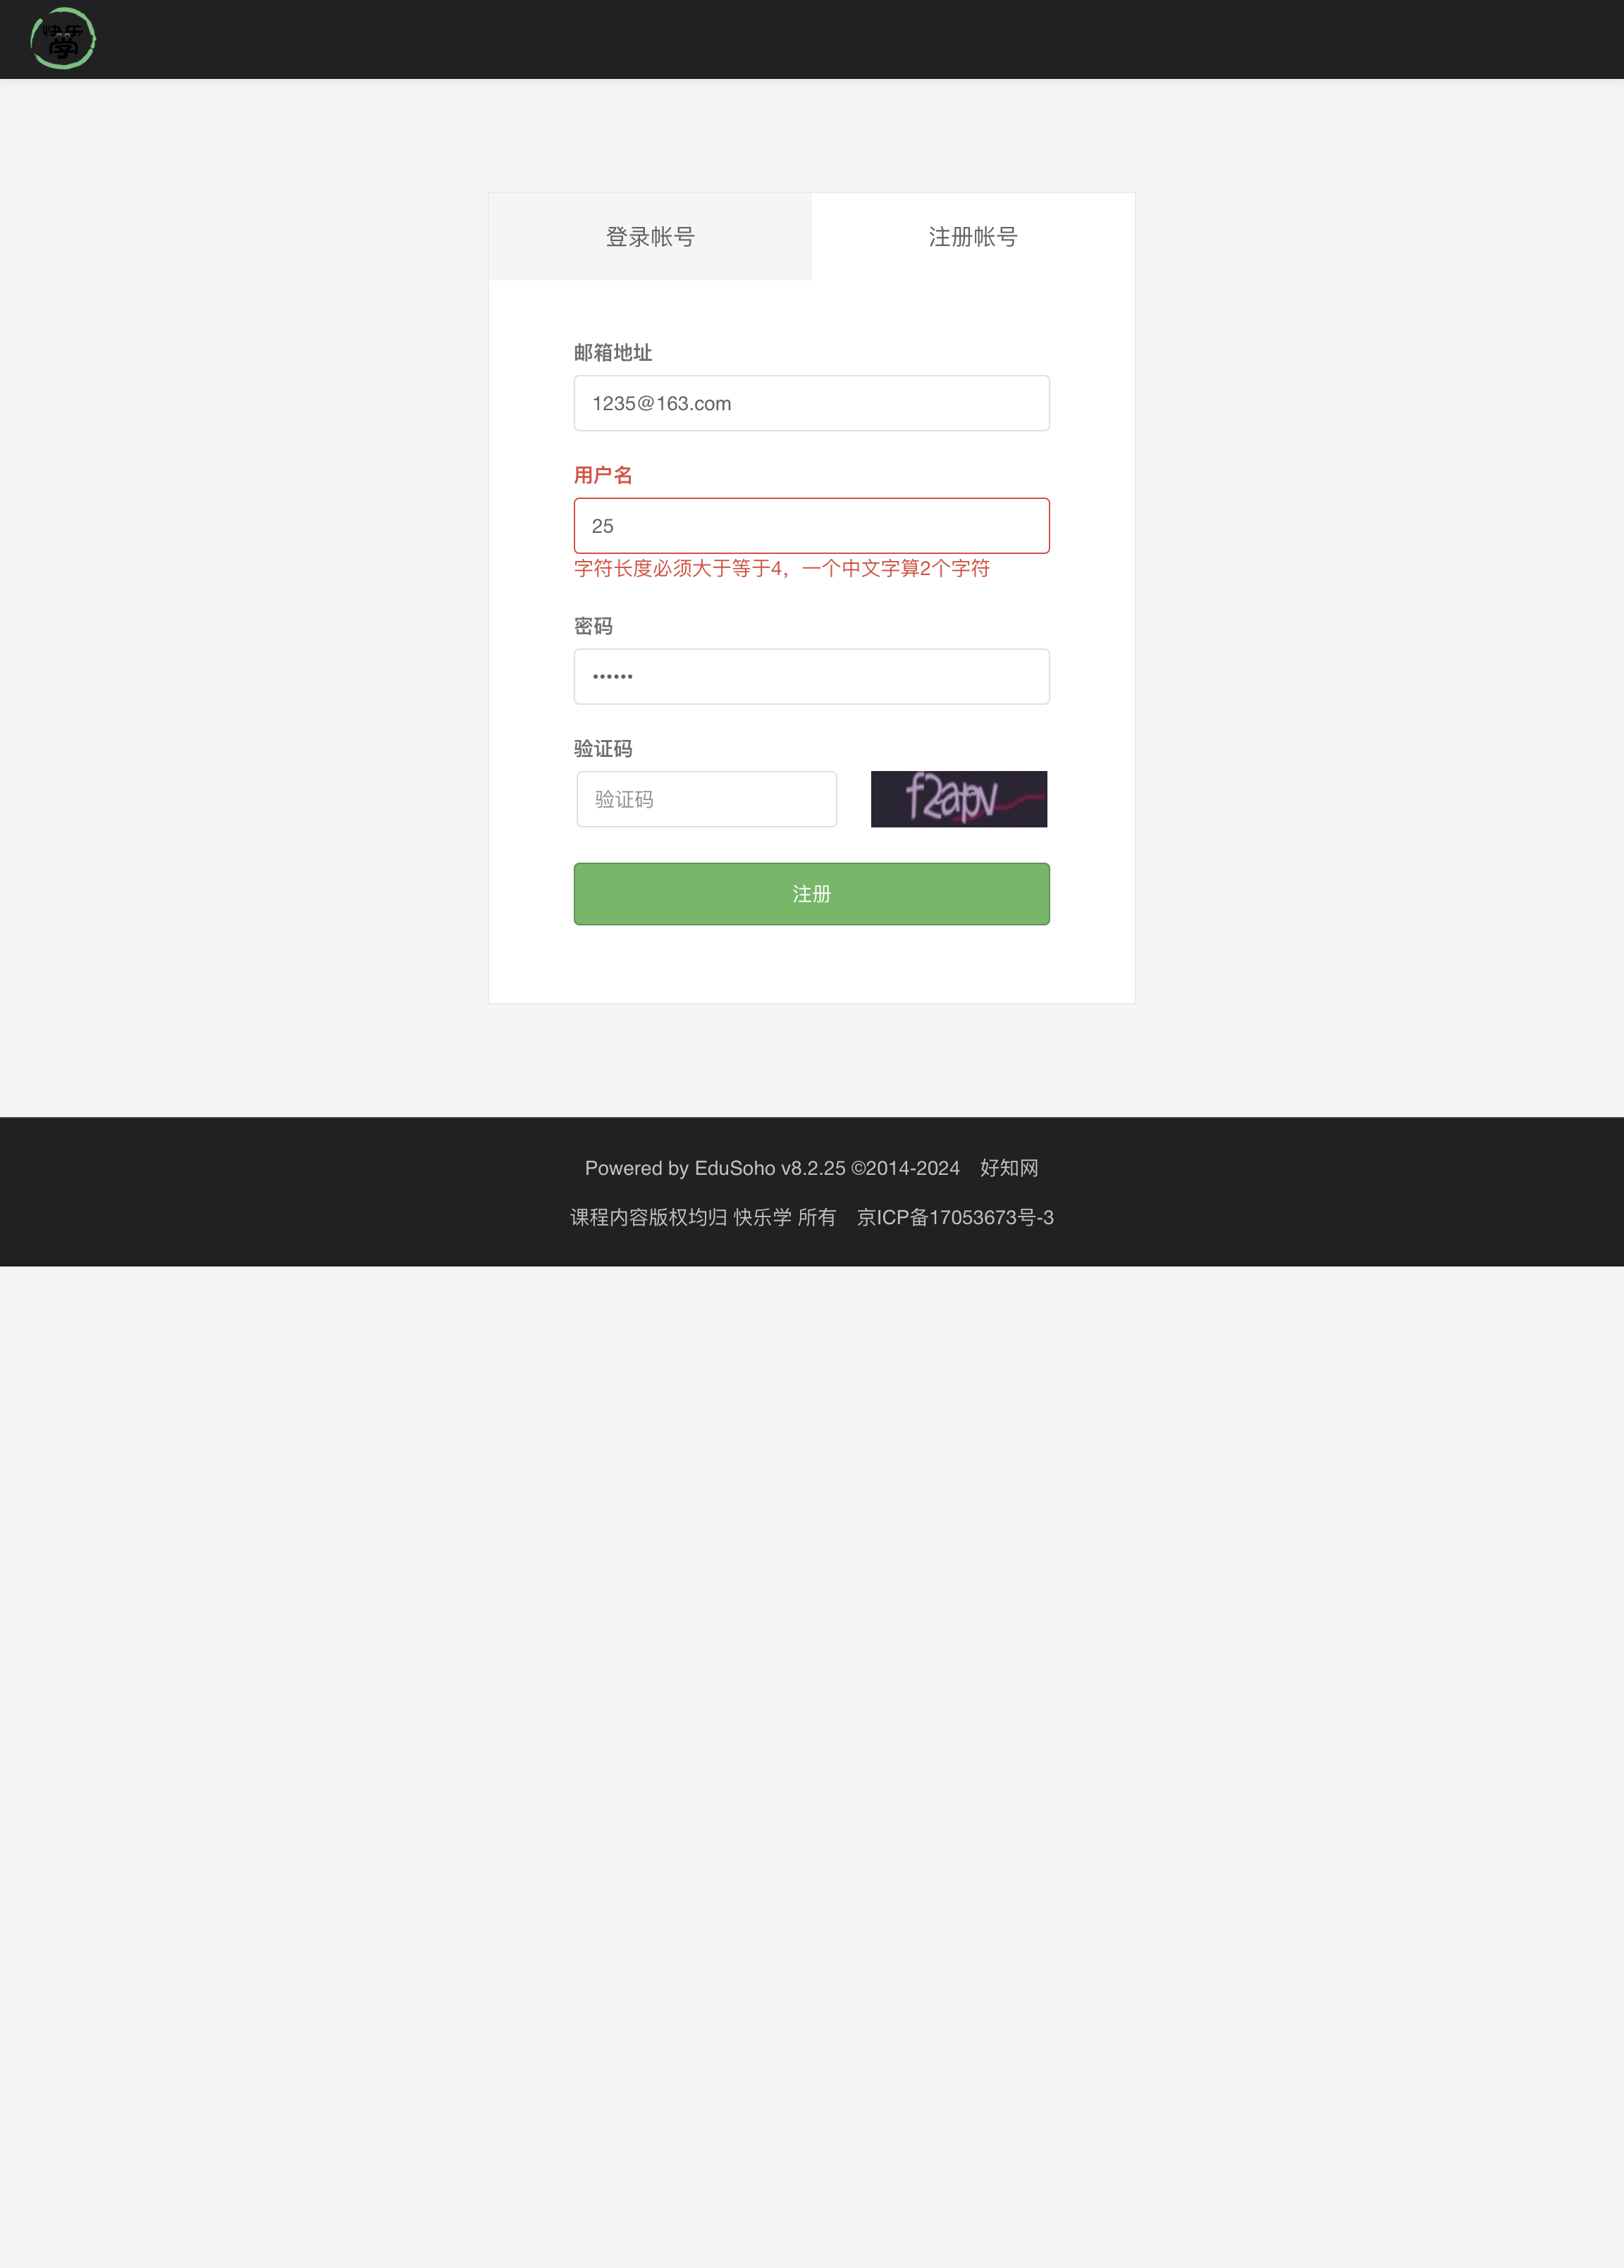 快乐
学
登录帐号
注册帐号
邮箱地址
1235@163.com
用户名
25
字符长度必须大于等于4，一个中文字算2个字符
密码
••••••
验证码
验证码
f2apv
注册
Powered by EduSoho v8.2.25 ©2014-2024 好知网
课程内容版权均归 快乐学 所有 京ICP备17053673号-3